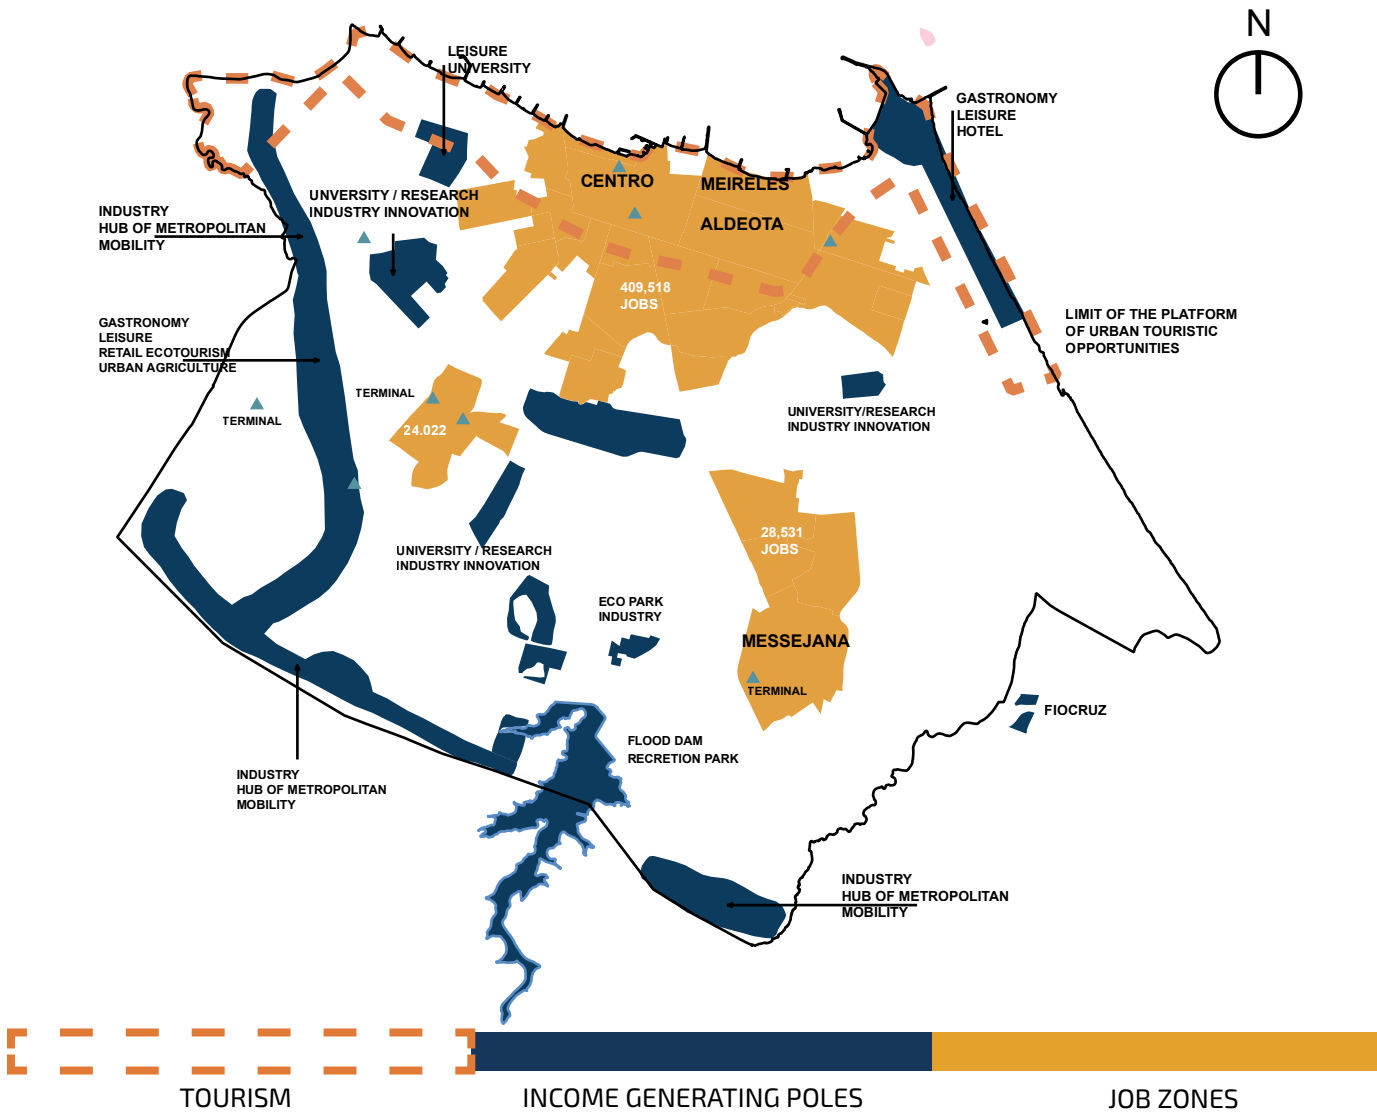 N
LEISURE
UNIVERSITY
GASTRONOMY
LEISURE
HOTEL
CENTRO
MEIRELES
UNVERSITY / RESEARCH
INDUSTRY INNOVATION
INDUSTRY
HUB OF METROPOLITAN
MOBILITY
ALDEOTA
409,518
JOBS
LIMIT OF THE PLATFORM
OF URBAN TOURISTIC
OPPORTUNITIES
GASTRONOMY
LEISURE
RETAIL ECOTOURISM
URBAN AGRICULTURE
TERMINAL
TERMINAL
24.022
UNIVERSITY/RESEARCH
INDUSTRY INNOVATION
28,531
JOBS
UNIVERSITY / RESEARCH
INDUSTRY INNOVATION
ECO PARK
INDUSTRY
MESSEJANA
TERMINAL
FIOCRUZ
FLOOD DAM
RECRETION PARK
INDUSTRY
HUB OF METROPOLITAN
MOBILITY
INDUSTRY
HUB OF METROPOLITAN
MOBILITY
TOURISM
INCOME GENERATING POLES
JOB ZONES